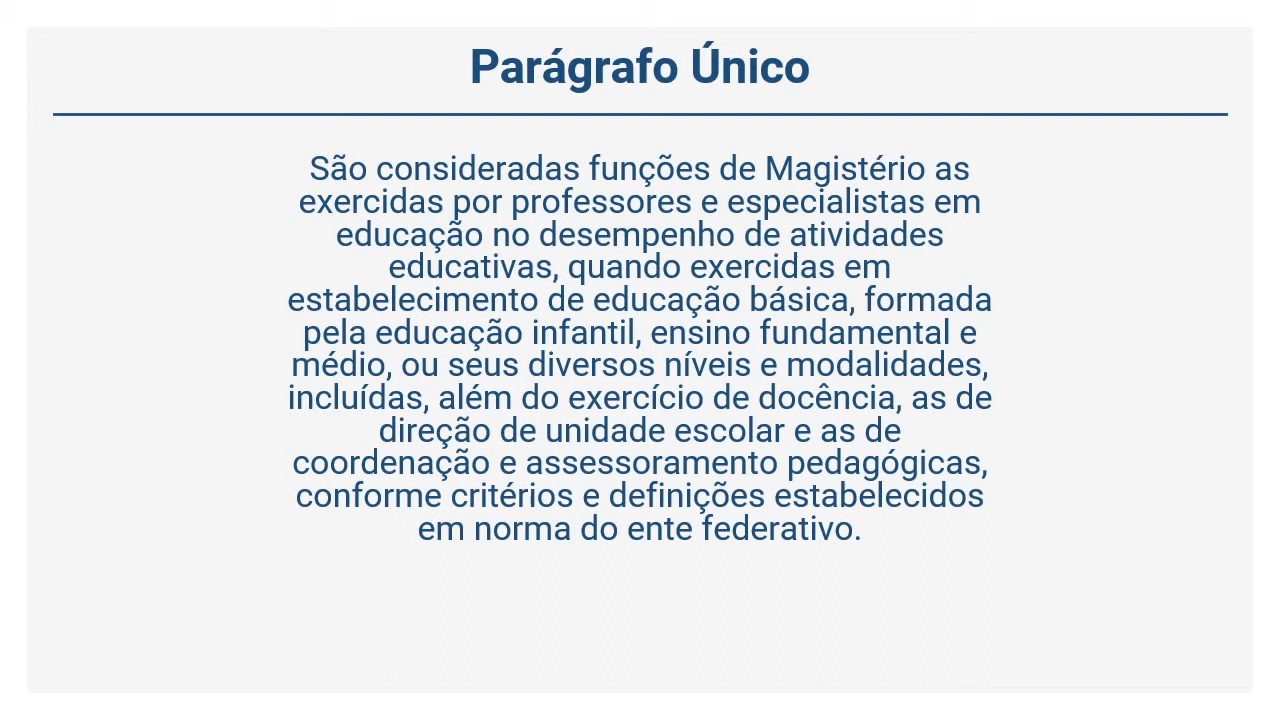 Parágrafo Único
São consideradas funções de Magistério as
exercidas por professores e especialistas em
educação no desempenho de atividades
educativas, quando exercidas em
estabelecimento de educação básica, formada
pela educação infantil, ensino fundamental e
médio, ou seus diversos níveis e modalidades,
incluídas, além do exercício de docência, as de
direção de unidade escolar e as de
coordenação e assessoramento pedagógicas,
conforme critérios e definições estabelecidos
em norma do ente federativo.